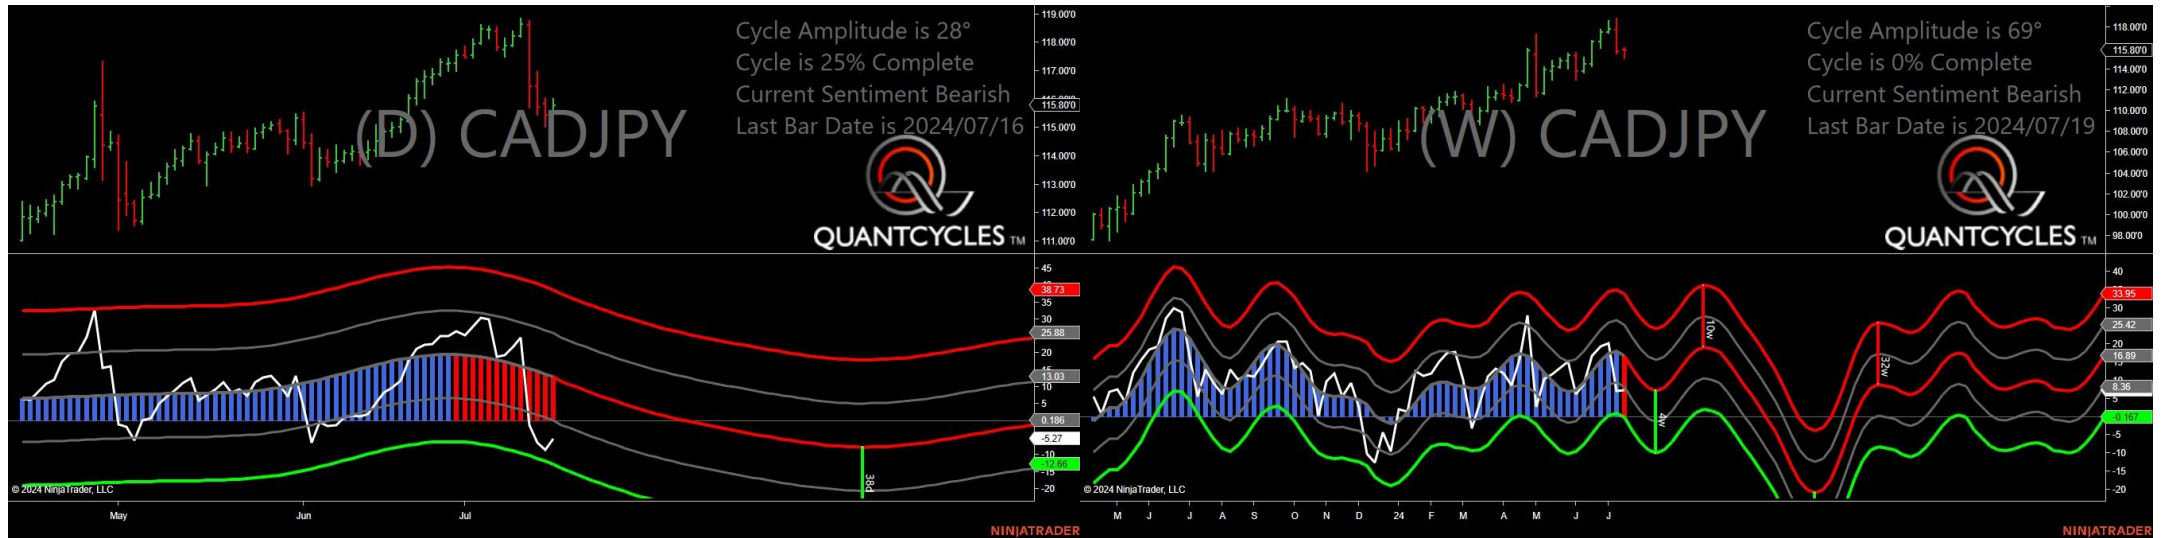 Cycle Amplitude is 28°
Cycle is 25% Complete
Current Sentiment Bearish
Last Bar Date is 2024/07/16
(D) CADJPY
QUANTCYCLES TM
119.00'0
118.00'0
117.00'0
115.80'0
115.00'0
114.00'0
113.00'0
112.00'0
111.00'0
45
38.73
35
30
25.88
20
15
13.03
10
5
0.186
-5.27
-10
-12.66
-15
-20
38d
© 2024 NinjaTrader, LLC
May
Jun
Jul
NINJATRADER
Cycle Amplitude is 69°
Cycle is 0% Complete
Current Sentiment Bearish
Last Bar Date is 2024/07/19
(W) CADJPY
QUANTCYCLES TM
118.00'0
115.80'0
114.00'0
112.00'0
110.00'0
108.00'0
106.00'0
104.00'0
102.00'0
100.00'0
98.00'0
40
33.95
30
25.42
20
16.89
8.36
5
-0.167
-5
-10
-15
-20
10w
32w
4w
© 2024 NinjaTrader, LLC
M J J A S O N D 24 F M A M J J
NINJATRADER